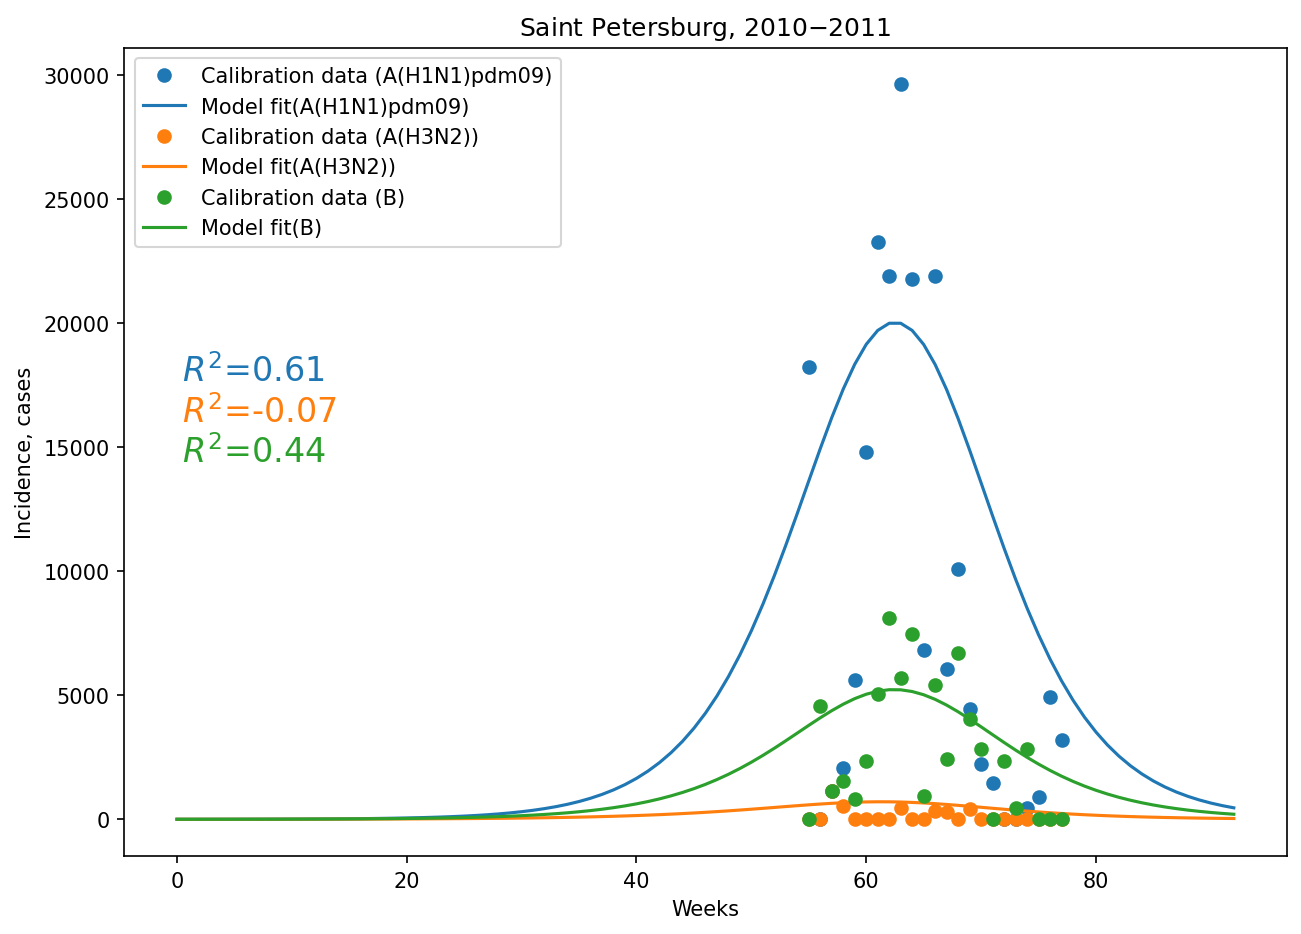 Saint Petersburg, 2010−2011
Calibration data (A(H1N1)pdm09)
Model fit(A(H1N1)pdm09)
Calibration data (A(H3N2))
Model fit(A(H3N2))
Calibration data (B)
Model fit(B)
R²=0.61
R²=-0.07
R²=0.44
Incidence, cases
30000
25000
20000
15000
10000
5000
0
0 20 40 60 80
Weeks